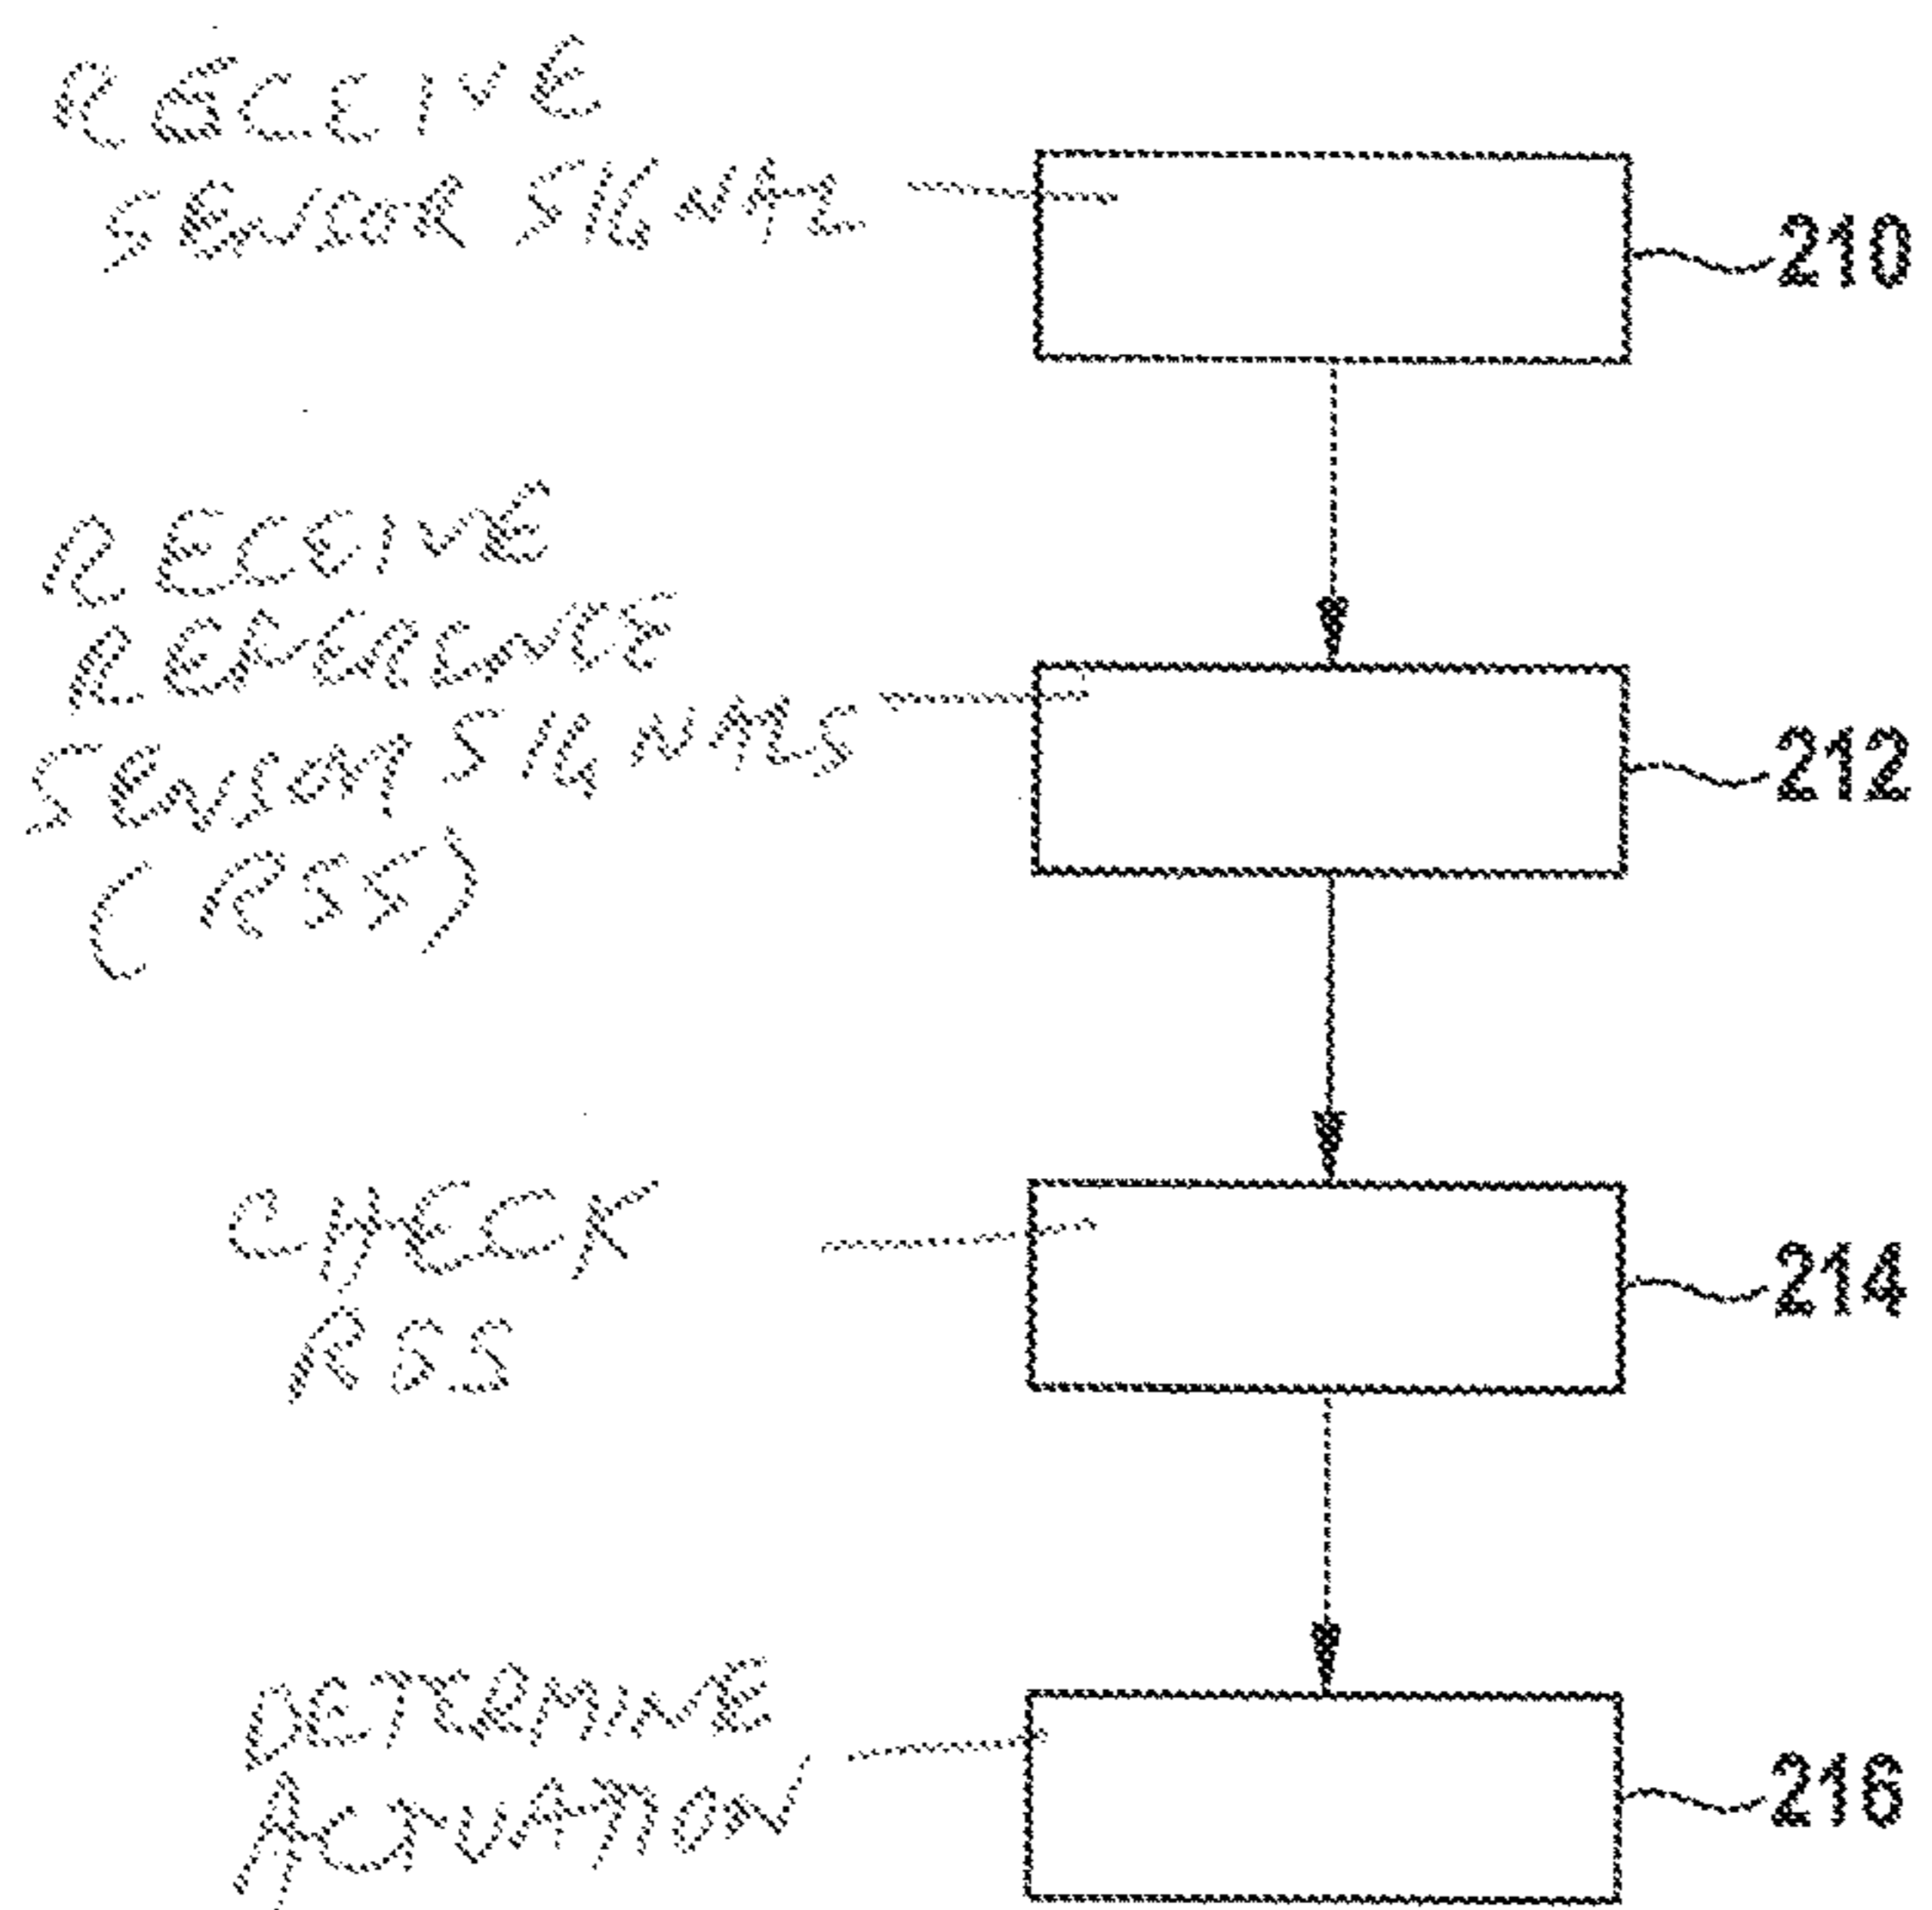 RECEIVE
SENSOR SIGNAL
210
RECEIVE
REFERENCE
SENSOR SIGNALS
(RSS)
212
CHECK
RSS
214
DETERMINE
ACTUATION
216